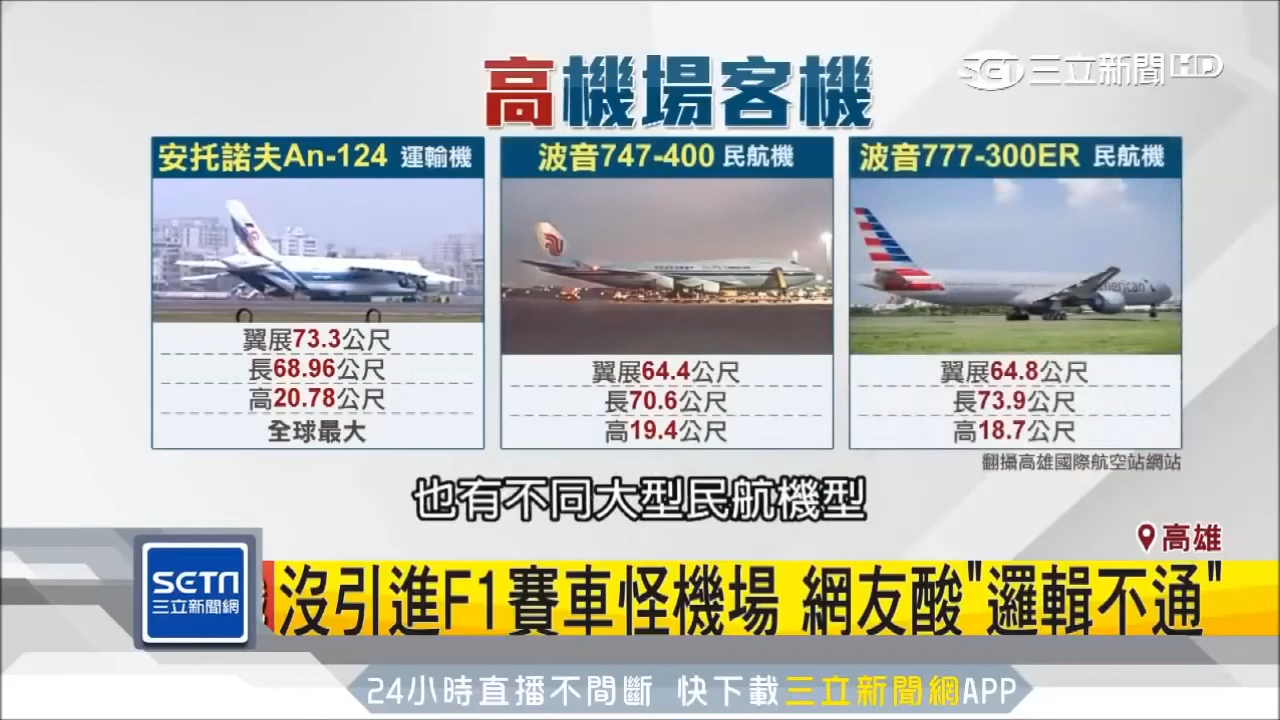 高機場客機
SET 三立新聞HD
安托諾夫An-124 運輸機
翼展73.3公尺
長68.96公尺
高20.78公尺
全球最大
波音747-400 民航機
翼展64.4公尺
長70.6公尺
高19.4公尺
波音777-300ER 民航機
American
翼展64.8公尺
長73.9公尺
高18.7公尺
翻攝高雄國際航空站網站
也有不同大型民航機型
高雄
SETN
三立新聞網
沒引進F1賽車怪機場 網友酸"邏輯不通"
24小時直播不間斷 快下載三立新聞網APP